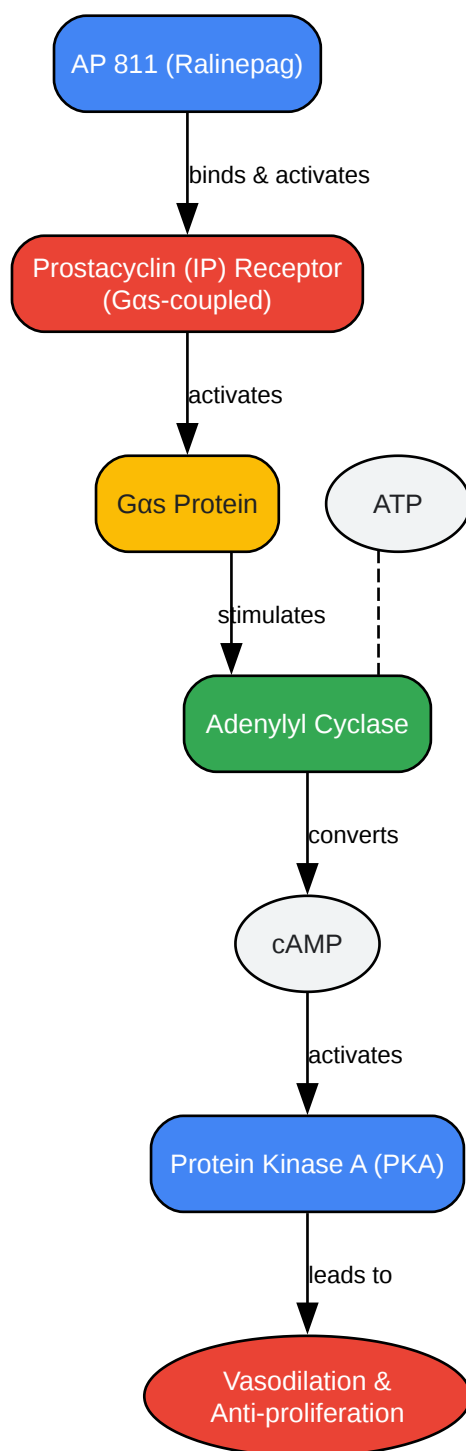 AP 811 (Ralinepag)
binds & activates
Prostacyclin (IP) Receptor
(Gαs-coupled)
activates
Gαs Protein
ATP
stimulates
Adenylyl Cyclase
converts
cAMP
activates
Protein Kinase A (PKA)
leads to
Vasodilation &
Anti-proliferation